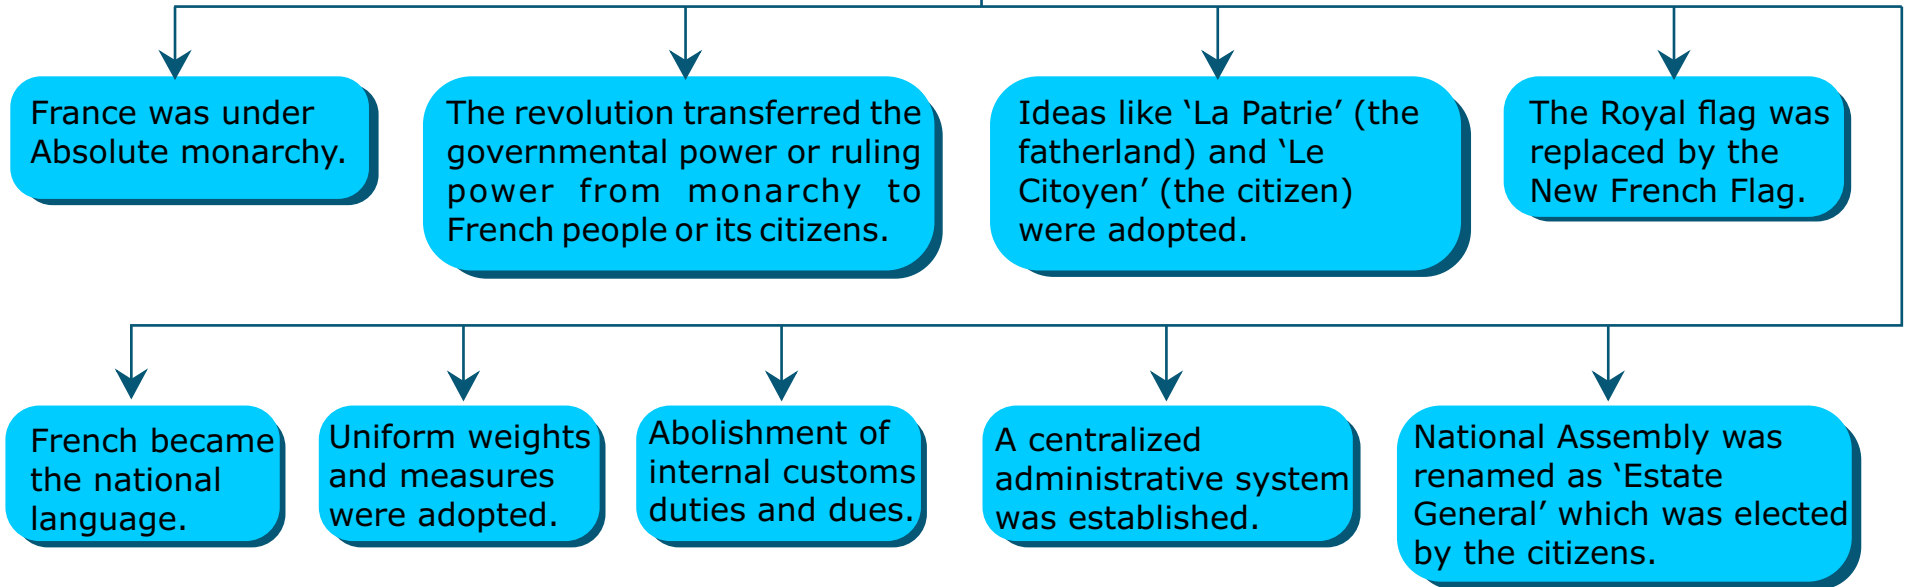 France was under
Absolute monarchy.
The revolution transferred the
governmental power or ruling
power from monarchy to
French people or its citizens.
Ideas like ‘La Patrie’ (the
fatherland) and ‘Le
Citoyen’ (the citizen)
were adopted.
The Royal flag was
replaced by the
New French Flag.
French became
the national
language.
Uniform weights
and measures
were adopted.
Abolishment of
internal customs
duties and dues.
A centralized
administrative system
was established.
National Assembly was
renamed as ‘Estate
General’ which was elected
by the citizens.